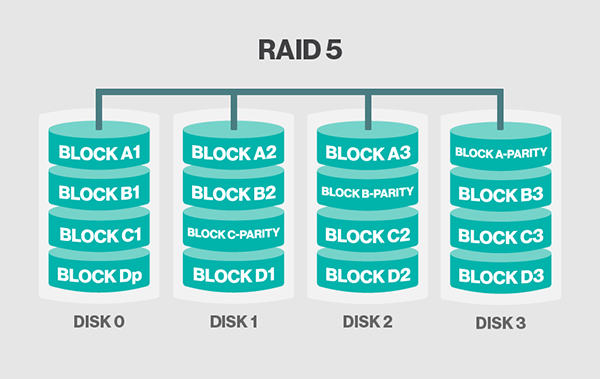 RAID 5
BLOCK A1
BLOCK A2
BLOCK A3
BLOCK A-PARITY
BLOCK B1
BLOCK B2
BLOCK B-PARITY
BLOCK B3
BLOCK C1
BLOCK C-PARITY
BLOCK C2
BLOCK C3
BLOCK Dp
BLOCK D1
BLOCK D2
BLOCK D3
DISK 0
DISK 1
DISK 2
DISK 3